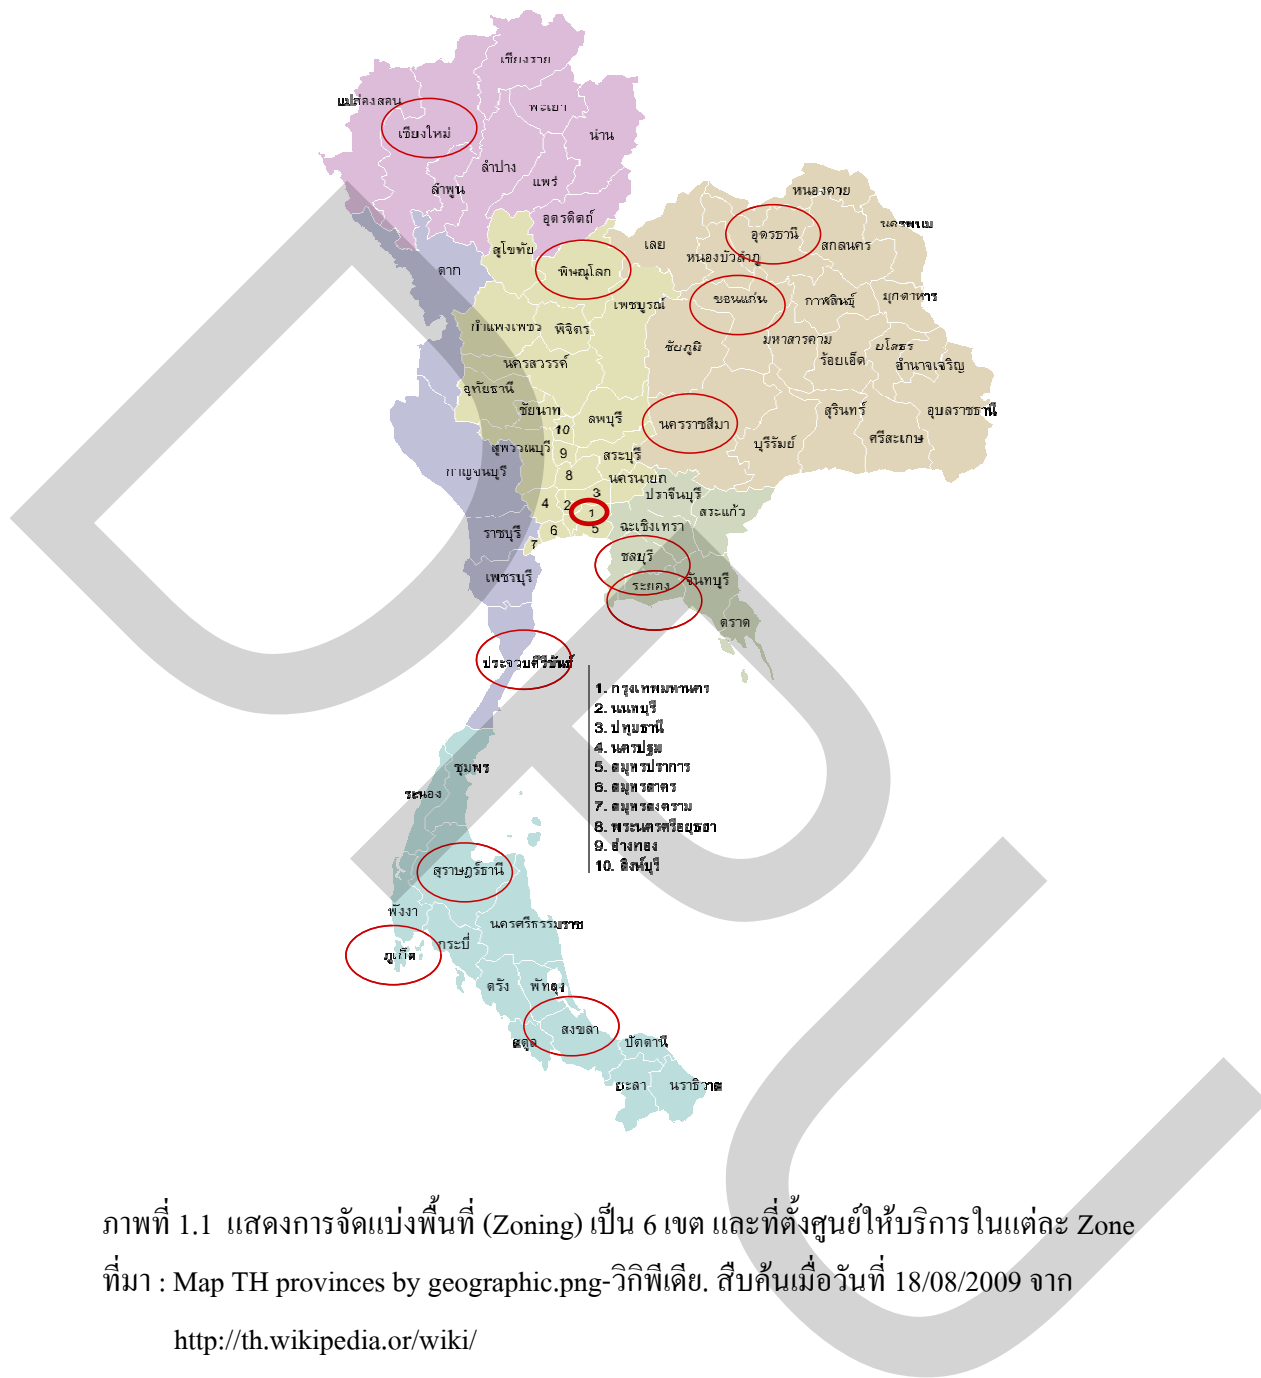 เชียงราย
แม่ฮ่องสอน
พะเยา
เชียงใหม่
น่าน
ลำปาง
แพร่
ลำพูน
อุตรดิตถ์
หนองคาย
นครพนม
สุโขทัย
เลย
อุดรธานี
สกลนคร
หนองบัวลำภู
ตาก
พิษณุโลก
เพชรบูรณ์
ขอนแก่น
กาฬสินธุ์
มุกดาหาร
กำแพงเพชร
พิจิตร
ชัยภูมิ
มหาสารคาม
ร้อยเอ็ด
ยโสธร
อำนาจเจริญ
นครสวรรค์
อุทัยธานี
ชัยนาท
ลพบุรี
นครราชสีมา
สุรินทร์
อุบลราชธานี
บุรีรัมย์
ศรีสะเกษ
10
สุพรรณบุรี
9
สระบุรี
กาญจนบุรี
8
นครนายก
ปราจีนบุรี
3
4
2
1
สระแก้ว
ราชบุรี
6
5
ฉะเชิงเทรา
7
ชลบุรี
เพชรบุรี
ระยอง
จันทบุรี
ตราด
ประจวบคีรีขันธ์
1. กรุงเทพมหานคร
2. นนทบุรี
3. ปทุมธานี
4. นครปฐม
5. สมุทรปราการ
6. สมุทรสาคร
7. สมุทรสงคราม
8. พระนครศรีอยุธยา
9. อ่างทอง
10. สิงห์บุรี
ชุมพร
ระนอง
สุราษฎร์ธานี
พังงา
นครศรีธรรมราช
ภูเก็ต
กระบี่
ตรัง
พัทลุง
สงขลา
สตูล
ปัตตานี
ยะลา
นราธิวาส
DPU
ภาพที่ 1.1 แสดงการจัดแบ่งพื้นที่ (Zoning) เป็น 6 เขต และที่ตั้งศูนย์ให้บริการในแต่ละ Zone
ที่มา : Map TH provinces by geographic.png-วิกิพีเดีย. สืบค้นเมื่อวันที่ 18/08/2009 จาก
http://th.wikipedia.or/wiki/